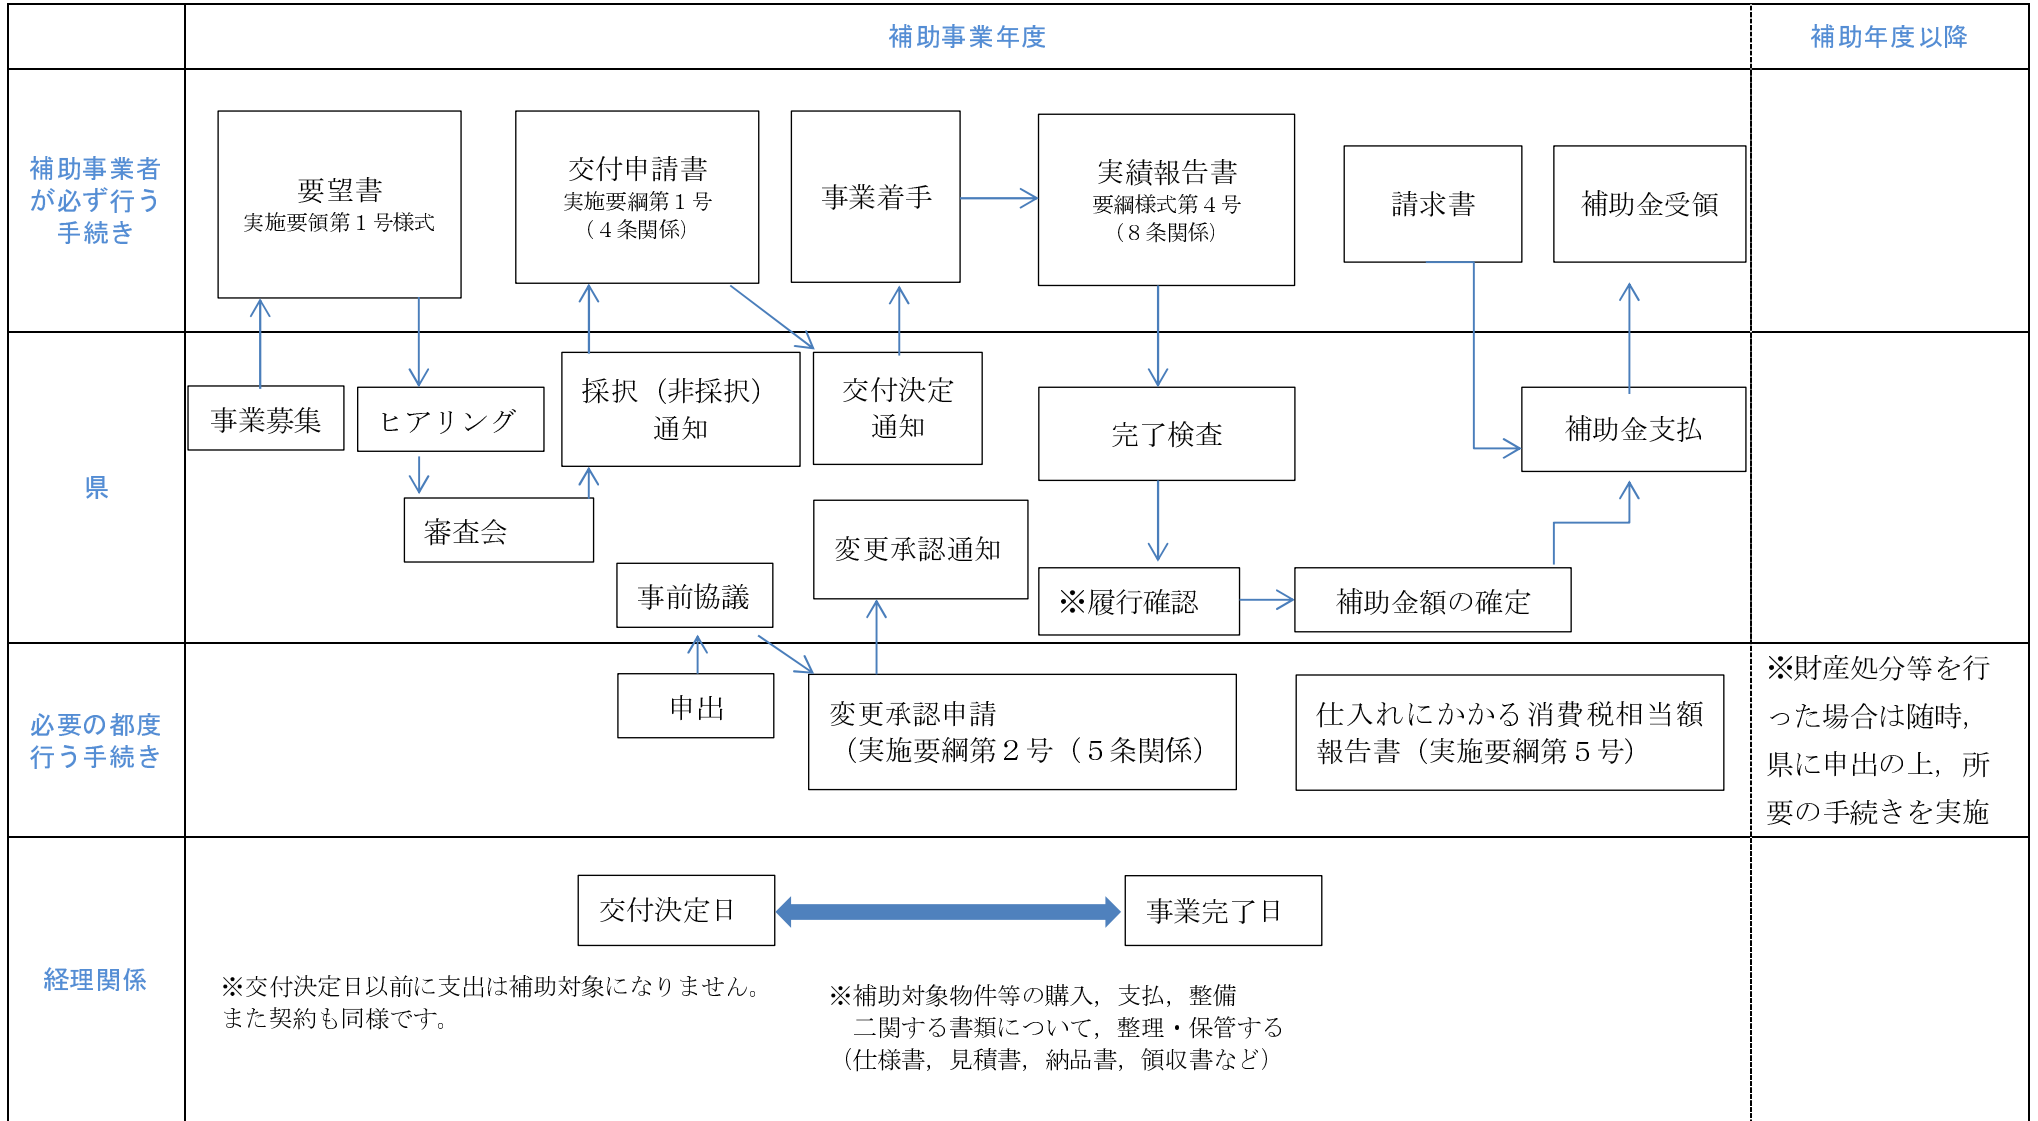 補助事業年度
補助年度以降
補助事業者
が必ず行う
手続き
要望書
実施要領第１号様式
交付申請書
実施要綱第１号
（４条関係）
事業着手
実績報告書
要綱様式第４号
（８条関係）
請求書
補助金受領
県
事業募集
ヒアリング
採択（非採択）
通知
交付決定
通知
完了検査
補助金支払
審査会
変更承認通知
事前協議
※履行確認
補助金額の確定
必要の都度
行う手続き
申出
変更承認申請
（実施要綱第２号（５条関係）
仕入れにかかる消費税相当額
報告書（実施要綱第５号）
※財産処分等を行
った場合は随時，
県に申出の上，所
要の手続きを実施
経理関係
交付決定日
事業完了日
※交付決定日以前に支出は補助対象になりません。
また契約も同様です。
※補助対象物件等の購入，支払，整備
二関する書類について，整理・保管する
（仕様書，見積書，納品書，領収書など）